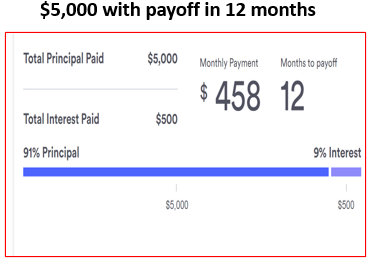 $5,000 with payoff in 12 months
Total Principal Paid $5,000
Monthly Payment Months to payoff
$ 458 12
Total Interest Paid $500
91% Principal 9% Interest
$5,000 $500